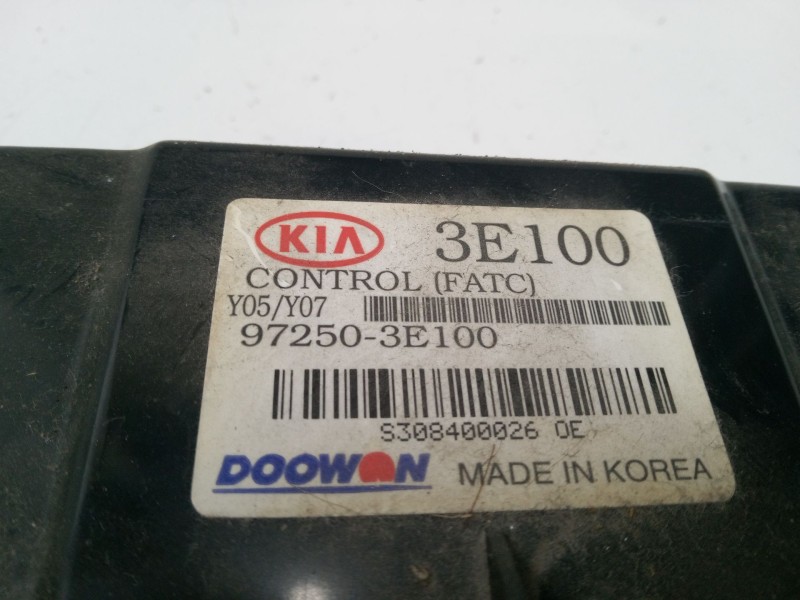 KIA 3E100
CONTROL (FATC)
Y05/Y07
97250-3E100
S308400026 OE
DOOWON MADE IN KOREA